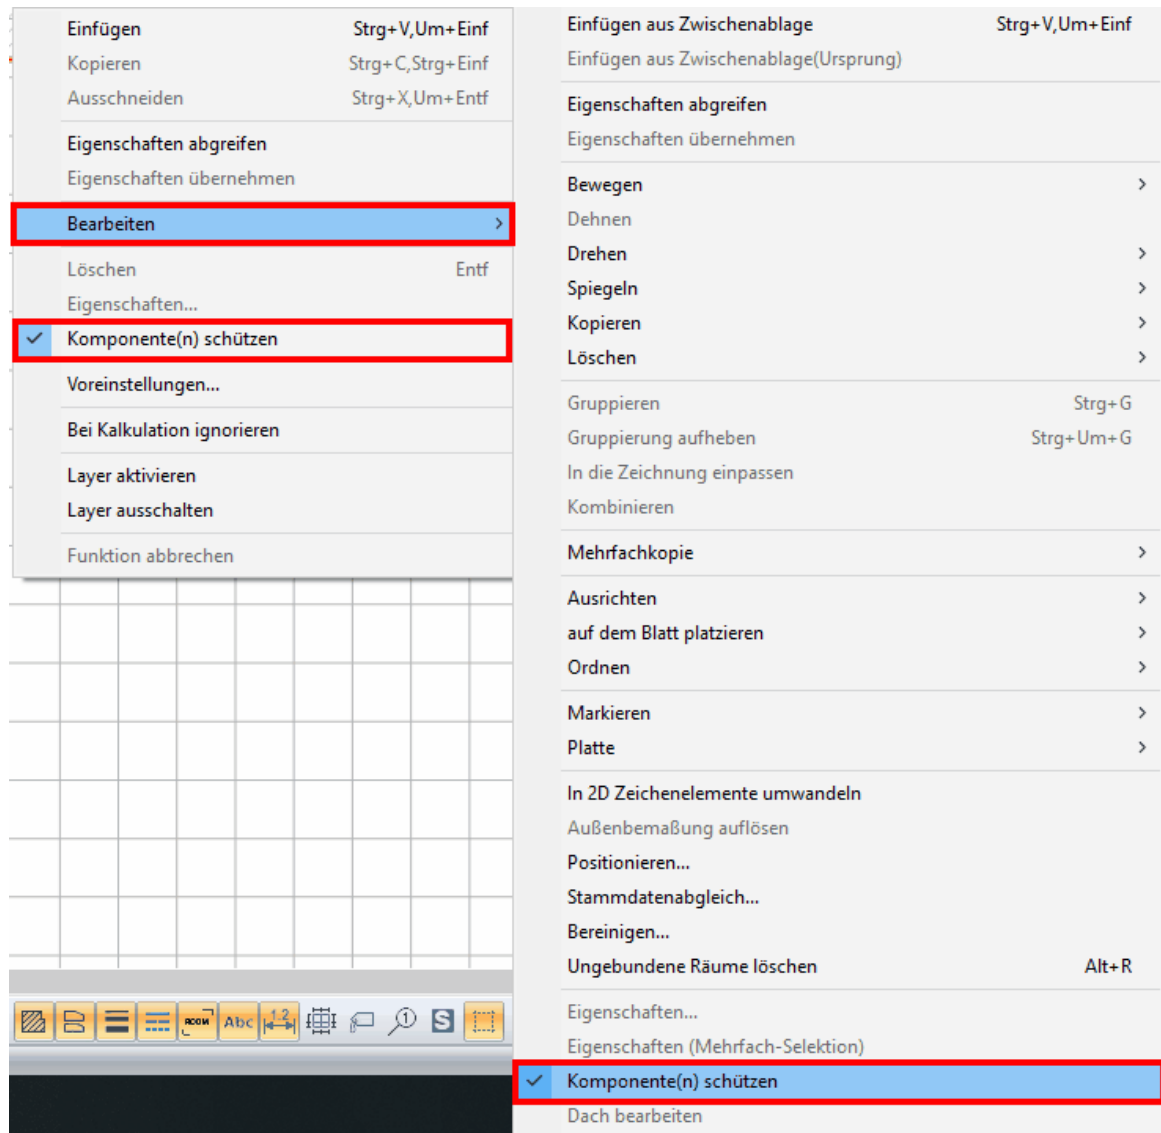 Einfügen Strg+V,Um+Einf
Kopieren Strg+C,Strg+Einf
Ausschneiden Strg+X,Um+Entf
Eigenschaften abgreifen
Eigenschaften übernehmen
Bearbeiten
Löschen Entf
Eigenschaften...
Komponente(n) schützen
Voreinstellungen...
Bei Kalkulation ignorieren
Layer aktivieren
Layer ausschalten
Funktion abbrechen
Einfügen aus Zwischenablage Strg+V,Um+Einf
Einfügen aus Zwischenablage(Ursprung)
Eigenschaften abgreifen
Eigenschaften übernehmen
Bewegen
Dehnen
Drehen
Spiegeln
Kopieren
Löschen
Gruppieren Strg+G
Gruppierung aufheben Strg+Um+G
In die Zeichnung einpassen
Kombinieren
Mehrfachkopie
Ausrichten
auf dem Blatt platzieren
Ordnen
Markieren
Platte
In 2D Zeichenelemente umwandeln
Außenbemaßung auflösen
Positionieren...
Stammdatenabgleich...
Bereinigen...
Ungebundene Räume löschen Alt+R
Eigenschaften...
Eigenschaften (Mehrfach-Selektion)
Komponente(n) schützen
Dach bearbeiten
ROOM Abc 1.2 1 S